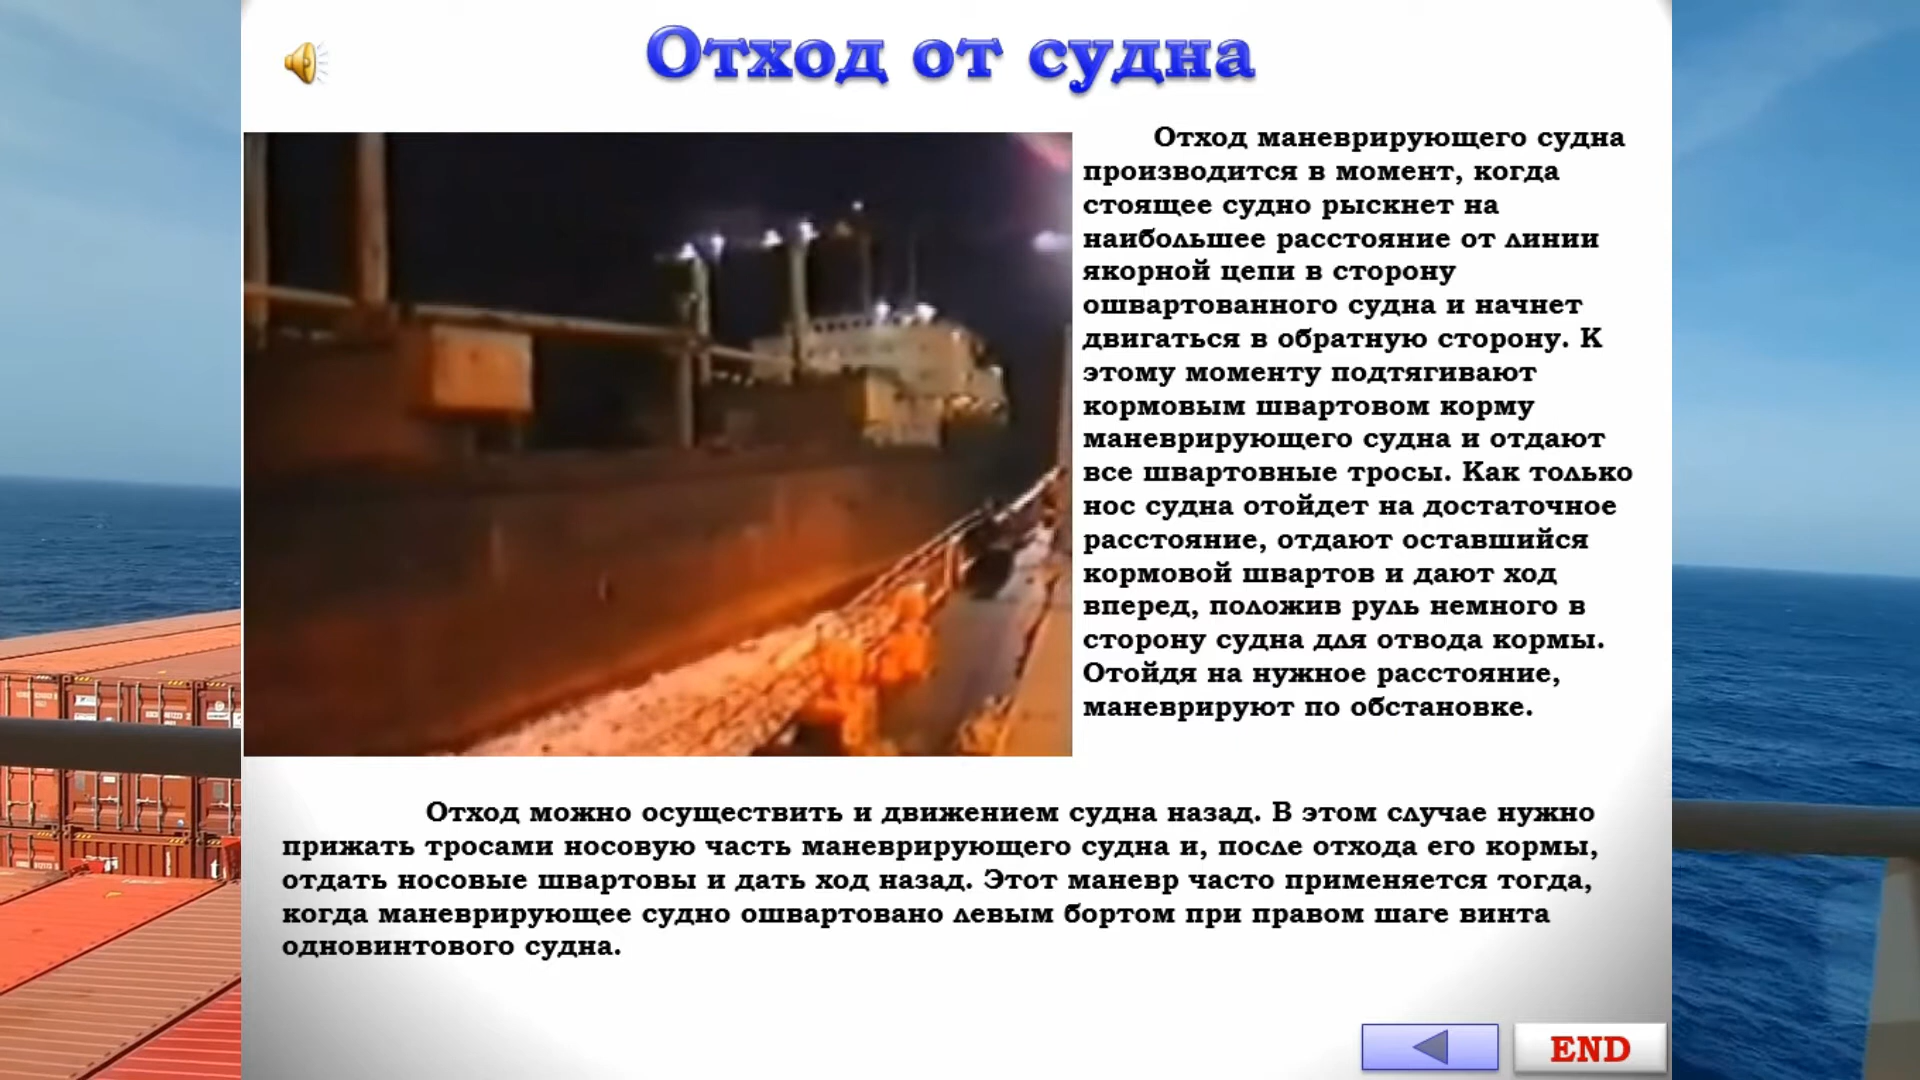 Отход от судна
Отход маневрирующего судна
производится в момент, когда
стоящее судно рыскнет на
наибольшее расстояние от линии
якорной цепи в сторону
ошвартованного судна и начнет
двигаться в обратную сторону. К
этому моменту подтягивают
кормовым швартовом корму
маневрирующего судна и отдают
все швартовные тросы. Как только
нос судна отойдет на достаточное
расстояние, отдают оставшийся
кормовой швартов и дают ход
вперед, положив руль немного в
сторону судна для отвода кормы.
Отойдя на нужное расстояние,
маневрируют по обстановке.
Отход можно осуществить и движением судна назад. В этом случае нужно
прижать тросами носовую часть маневрирующего судна и, после отхода его кормы,
отдать носовые швартовы и дать ход назад. Этот маневр часто применяется тогда,
когда маневрирующее судно ошвартовано левым бортом при правом шаге винта
одновинтового судна.
END